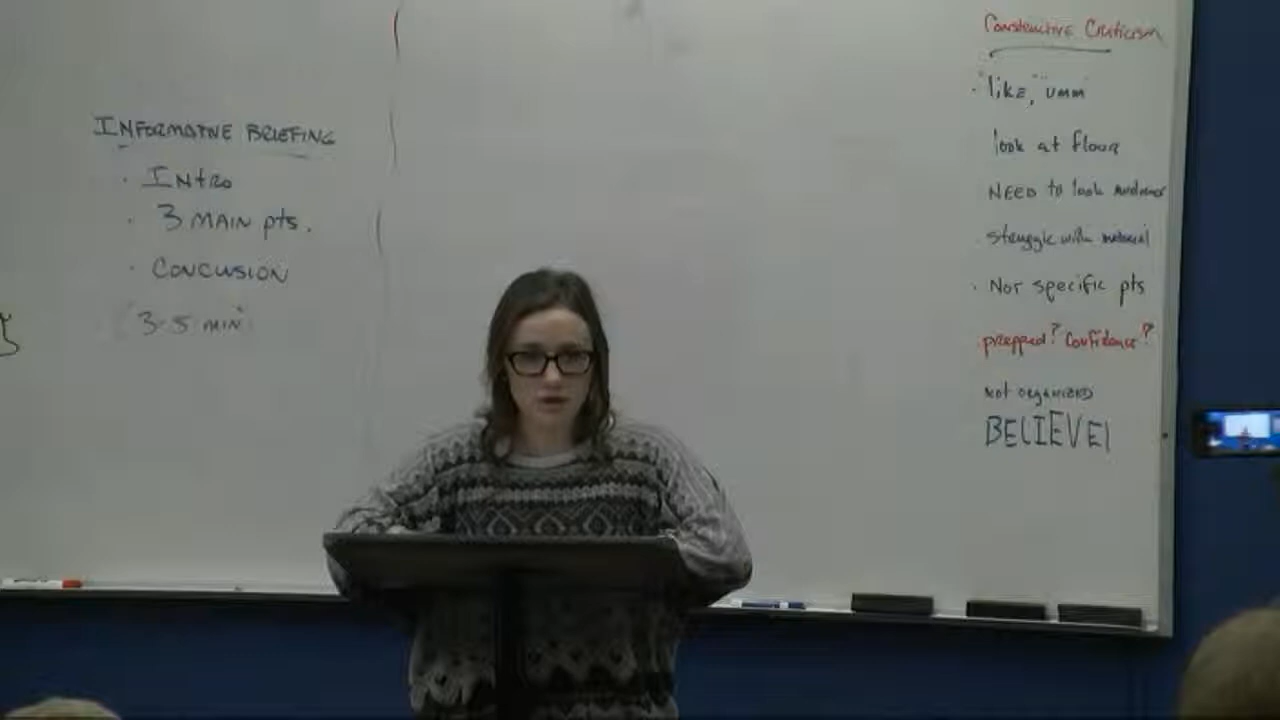 INFORMATIVE BRIEFING
· INtro
· 3 MAIN pts.
· CONCLUSION
3-5 MIN
Constructive Criticism
· "like," "umm"
look at floor
NEED to look audience
struggle with material
· Not specific pts
prepped? Confidence?
not organized
BELIEVE!